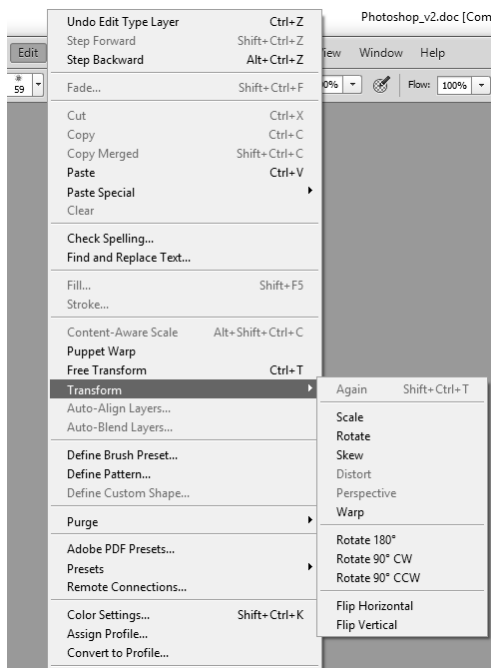 Photoshop_v2.doc [Com
Edit
iew Window Help
59
0% Flow: 100%
Undo Edit Type Layer Ctrl+Z
Step Forward Shift+Ctrl+Z
Step Backward Alt+Ctrl+Z
Fade... Shift+Ctrl+F
Cut Ctrl+X
Copy Ctrl+C
Copy Merged Shift+Ctrl+C
Paste Ctrl+V
Paste Special
Clear
Check Spelling...
Find and Replace Text...
Fill... Shift+F5
Stroke...
Content-Aware Scale Alt+Shift+Ctrl+C
Puppet Warp
Free Transform Ctrl+T
Transform
Auto-Align Layers...
Auto-Blend Layers...
Define Brush Preset...
Define Pattern...
Define Custom Shape...
Purge
Adobe PDF Presets...
Presets
Remote Connections...
Color Settings... Shift+Ctrl+K
Assign Profile...
Convert to Profile...
Again Shift+Ctrl+T
Scale
Rotate
Skew
Distort
Perspective
Warp
Rotate 180°
Rotate 90° CW
Rotate 90° CCW
Flip Horizontal
Flip Vertical